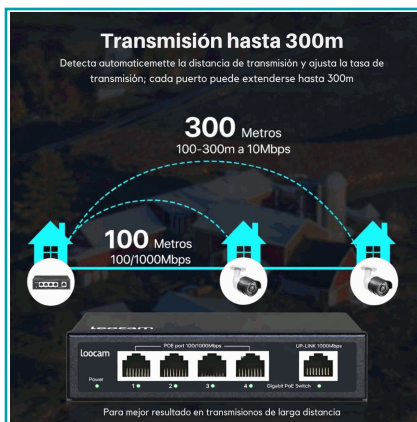 Transmisión hasta 300m
Detecta automaticemette la distancia de transmisión y ajusta la tasa de
transmisión; cada puerto puede extenderse hasta 300m
300 Metros
100-300m a 10Mbps
100 Metros
100/1000Mbps
Loocam
POE port 100/1000Mbps
UP-LINK 1000Mbps
Loocam
Power
1 2 3 4 Gigabit PoE Switch
Para mejor resultado en transmisiones de larga distancia